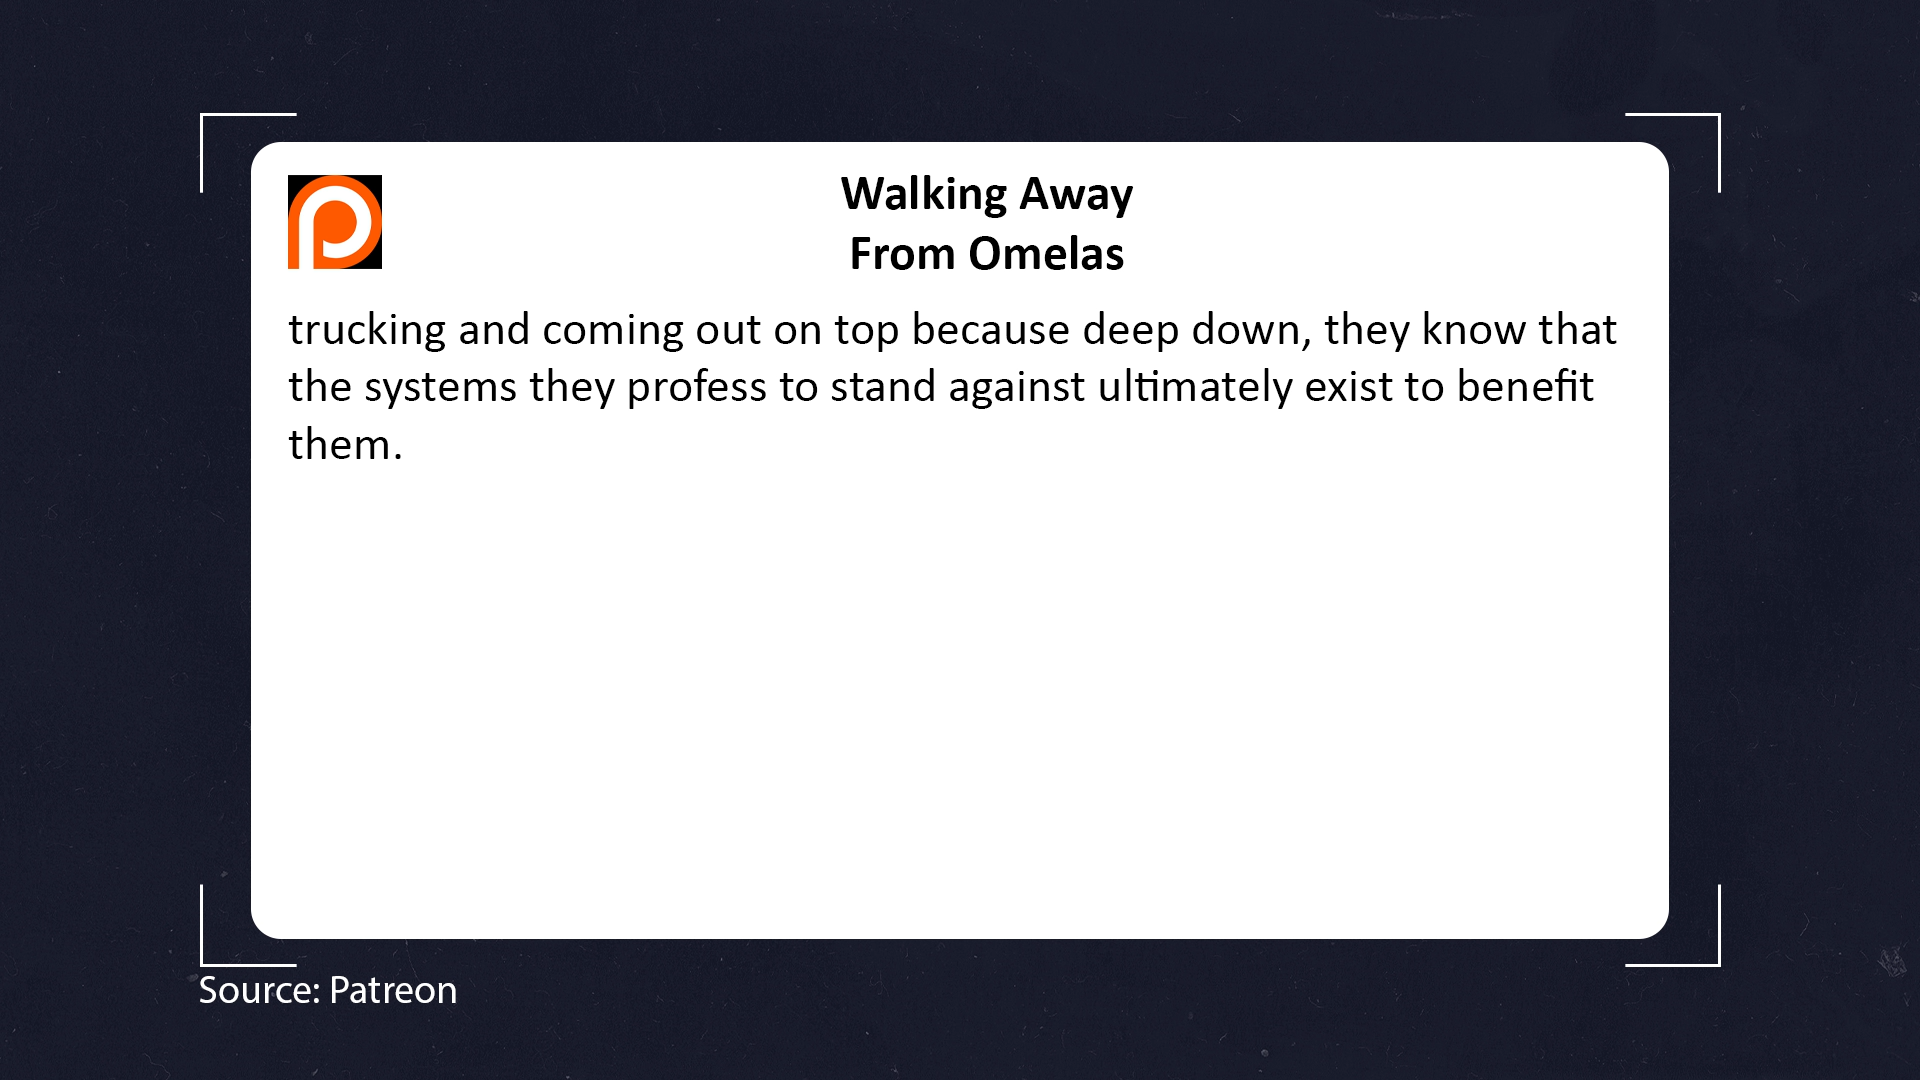 Walking Away
From Omelas
trucking and coming out on top because deep down, they know that
the systems they profess to stand against ultimately exist to benefit
them.
Source: Patreon